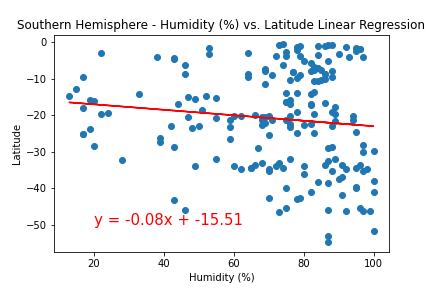 Southern Hemisphere - Humidity (%) vs. Latitude Linear Regression
0
−10
−20
−30
−40
−50
Latitude
y = -0.08x + -15.51
20 40 60 80 100
Humidity (%)